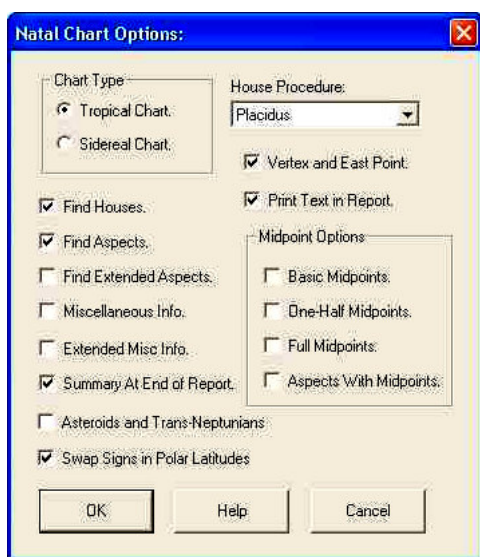 Natal Chart Options:
Chart Type
Tropical Chart.
Sidereal Chart.
House Procedure:
Placidus
Vertex and East Point.
Print Text in Report.
Find Houses.
Find Aspects.
Find Extended Aspects.
Miscellaneous Info.
Extended Misc Info.
Summary At End of Report.
Asteroids and Trans-Neptunians
Swap Signs in Polar Latitudes
Midpoint Options
Basic Midpoints.
One-Half Midpoints.
Full Midpoints.
Aspects With Midpoints.
OK
Help
Cancel